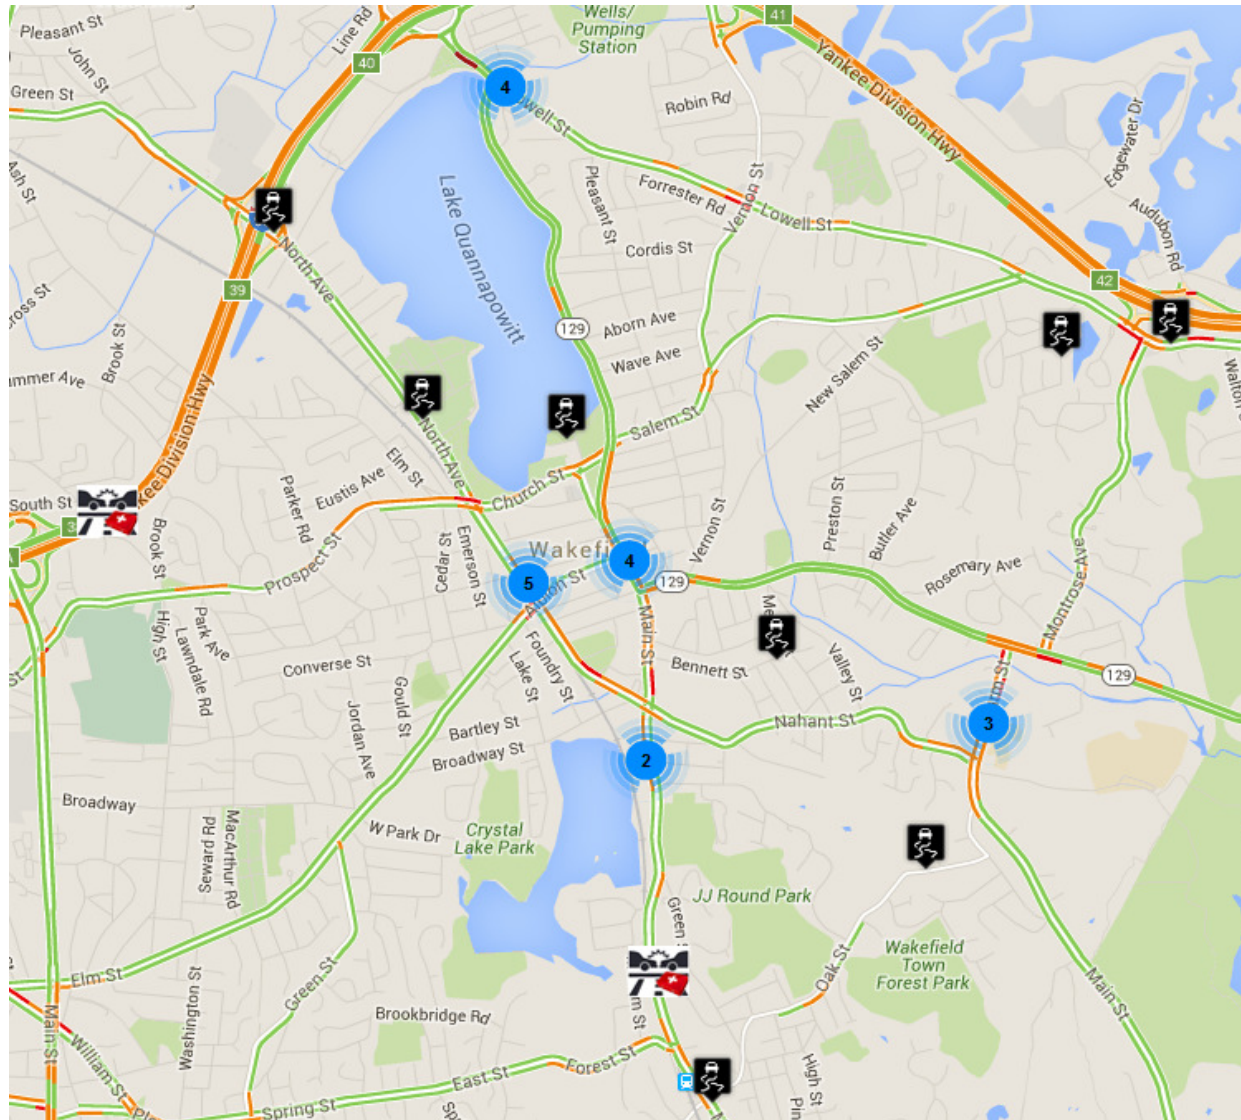 Pleasant St
John St
Line Rd
Wells/
Pumping
Station
41
40
Yankee Division Hwy
Green St
4
Lowell St
Robin Rd
Edgewater Dr
Ash St
Lake Quannapowitt
Pleasant St
Forrester Rd
Vernon St
Lowell St
Audubon Rd
Cordis St
North Ave
39
42
129
Aborn Ave
Wave Ave
Brook St
New Salem St
North Ave
Salem St
Elm St
Eustis Ave
Church St
South St
Parker Rd
Brook St
Prospect St
Cedar St
Emerson St
5
Albion St
4
129
Vernon St
Preston St
Butler Ave
Rosemary Ave
Montrose Ave
High St
Park Ave
Lawndale Rd
Converse St
Gould St
Jordan Ave
Foundry St
Lake St
Main St
Bennett St
Valley St
129
Nahant St
3
Bartley St
Broadway St
2
Broadway
MacArthur Rd
Seward Rd
W Park Dr
Crystal
Lake Park
JJ Round Park
Wakefield
Town
Forest Park
Oak St
Main St
Elm St
Green St
Washington St
Brookbridge Rd
Main St
William St
Forest St
East St
Spring St
High St